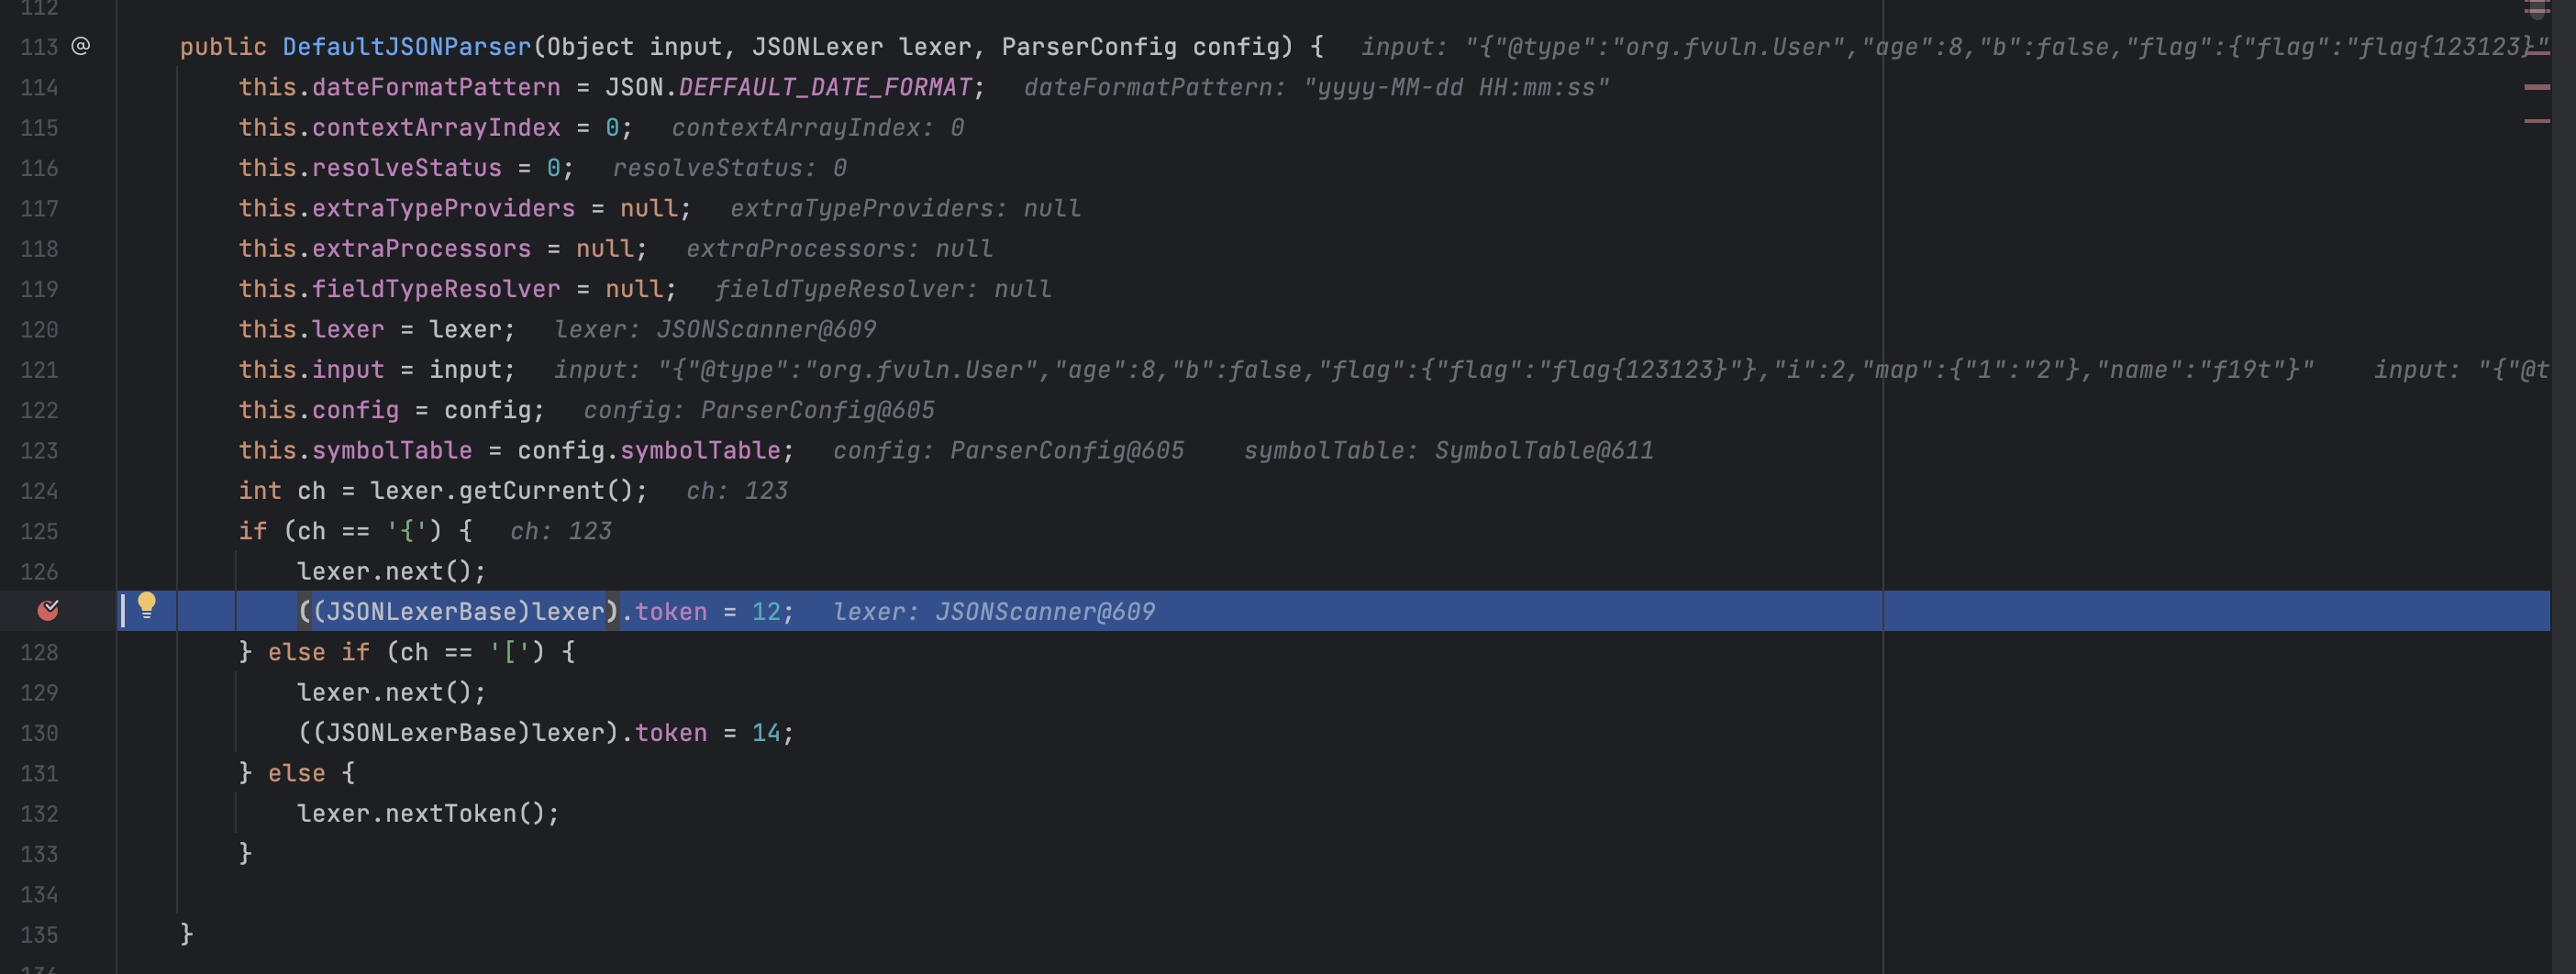 112
113 @ public DefaultJSONParser(Object input, JSONLexer lexer, ParserConfig config) { input: "{"@type":"org.fvuln.User","age":8,"b":false,"flag":{"flag":"flag{123123}"
114 this.dateFormatPattern = JSON.DEFFAULT_DATE_FORMAT; dateFormatPattern: "yyyy-MM-dd HH:mm:ss"
115 this.contextArrayIndex = 0; contextArrayIndex: 0
116 this.resolveStatus = 0; resolveStatus: 0
117 this.extraTypeProviders = null; extraTypeProviders: null
118 this.extraProcessors = null; extraProcessors: null
119 this.fieldTypeResolver = null; fieldTypeResolver: null
120 this.lexer = lexer; lexer: JSONScanner@609
121 this.input = input; input: "{"@type":"org.fvuln.User","age":8,"b":false,"flag":{"flag":"flag{123123}"},"i":2,"map":{"1":"2"},"name":"f19t"}" input: "{"@t
122 this.config = config; config: ParserConfig@605
123 this.symbolTable = config.symbolTable; config: ParserConfig@605 symbolTable: SymbolTable@611
124 int ch = lexer.getCurrent(); ch: 123
125 if (ch == '{') { ch: 123
126 lexer.next();
((JSONLexerBase)lexer).token = 12; lexer: JSONScanner@609
128 } else if (ch == '[') {
129 lexer.next();
130 ((JSONLexerBase)lexer).token = 14;
131 } else {
132 lexer.nextToken();
133 }
134
135 }